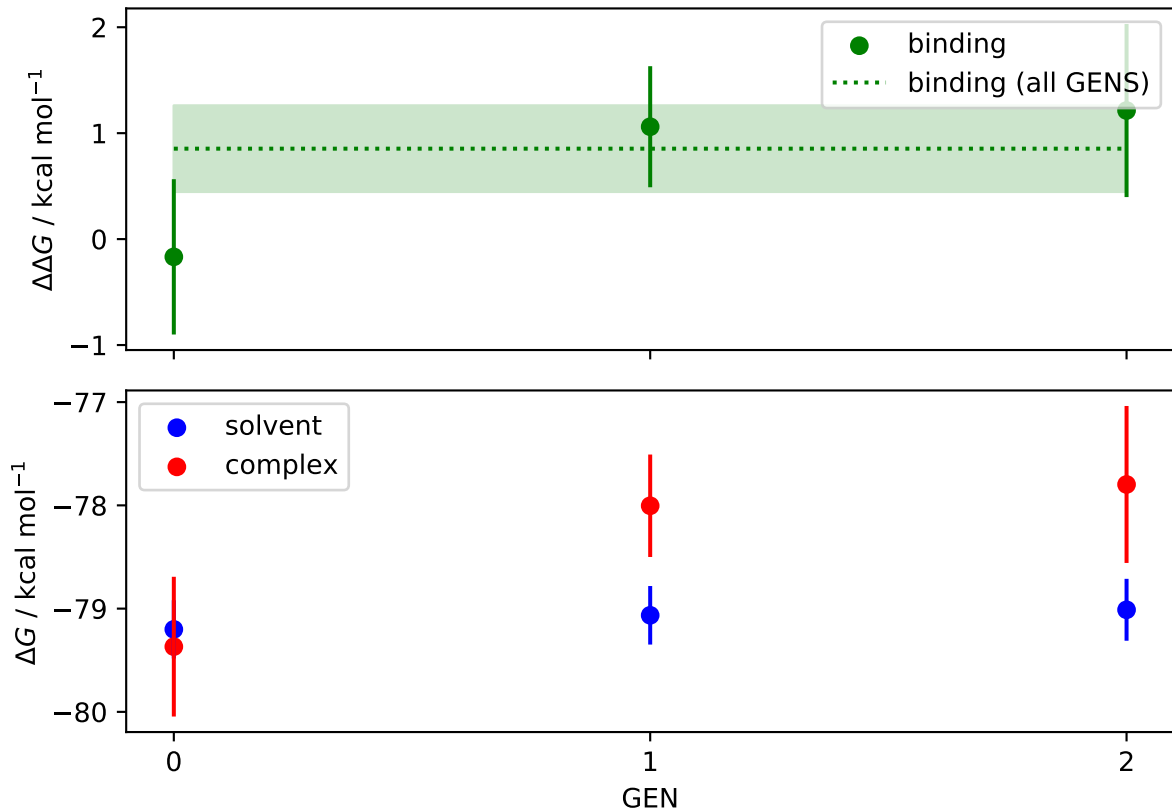 2
1
0
−1
ΔΔG / kcal mol⁻¹
binding
binding (all GENS)
−77
−78
−79
−80
ΔG / kcal mol⁻¹
solvent
complex
0 1 2
GEN